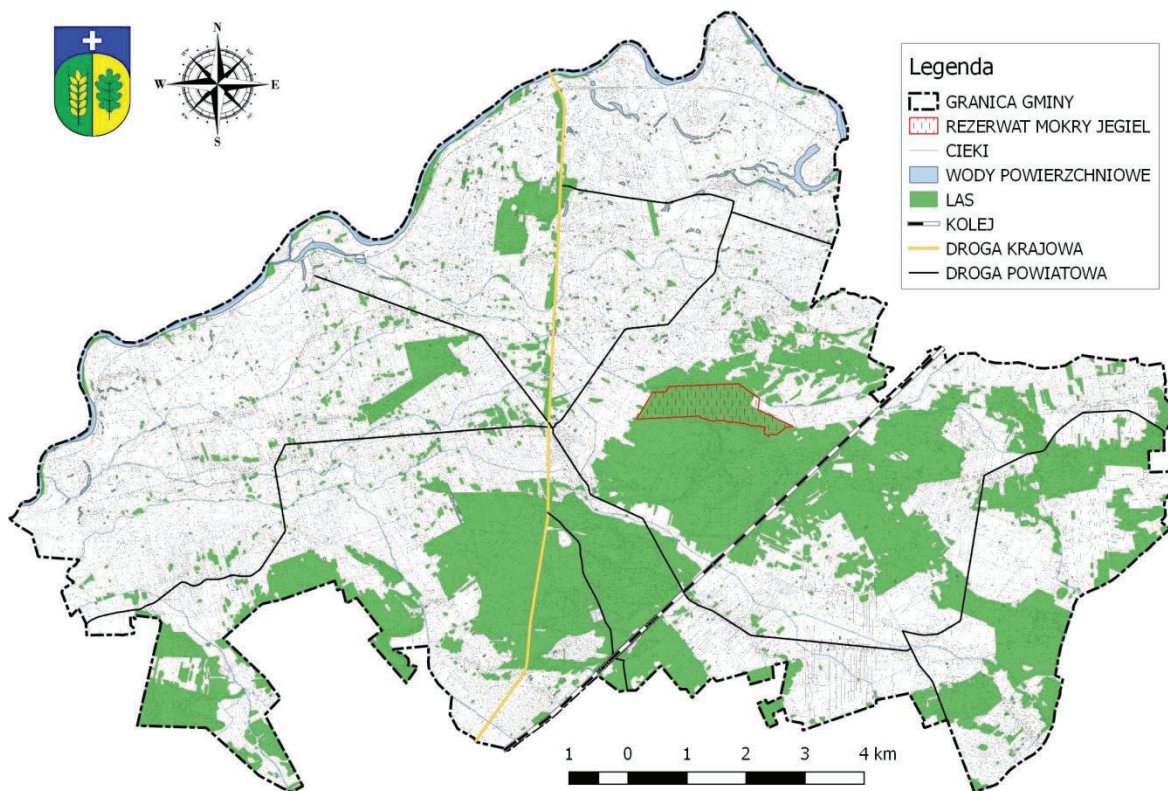 N
W
E
S
Legenda
GRANICA GMINY
REZERWAT MOKRY JEGIEL
CIEKI
WODY POWIERZCHNIOWE
LAS
KOLEJ
DROGA KRAJOWA
DROGA POWIATOWA
1 0 1 2 3 4 km